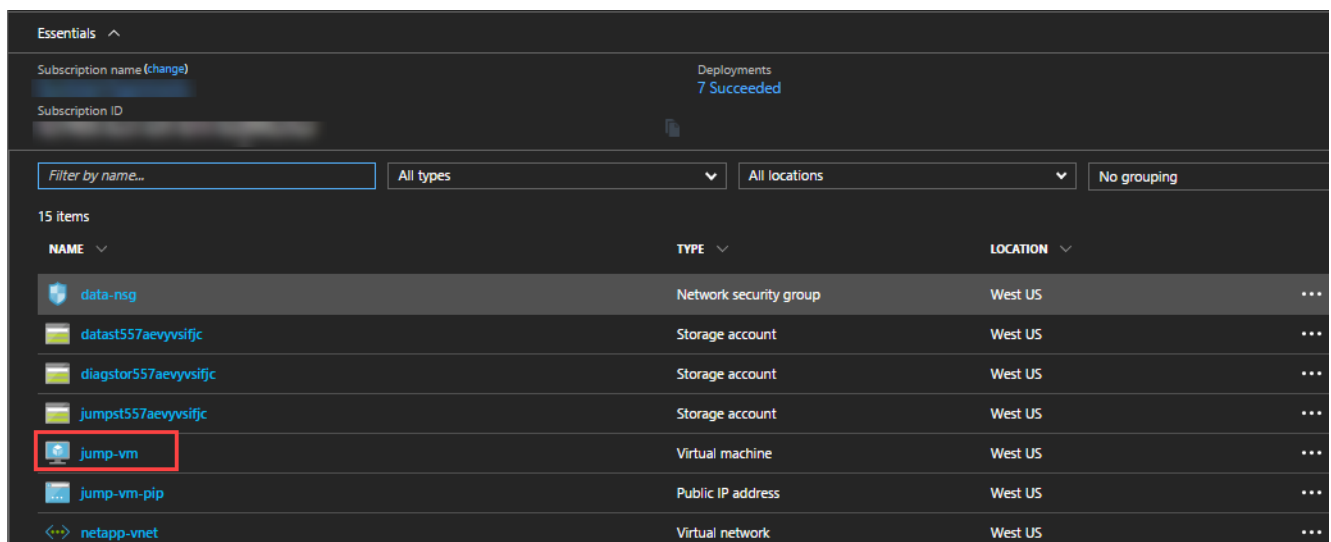 Essentials
Subscription name (change)
Deployments
7 Succeeded
Subscription ID
Filter by name...
All types
All locations
No grouping
15 items
NAME TYPE LOCATION
data-nsg Network security group West US
datast557aevyvsifjc Storage account West US
diagstor557aevyvsifjc Storage account West US
jumpst557aevyvsifjc Storage account West US
jump-vm Virtual machine West US
jump-vm-pip Public IP address West US
netapp-vnet Virtual network West US